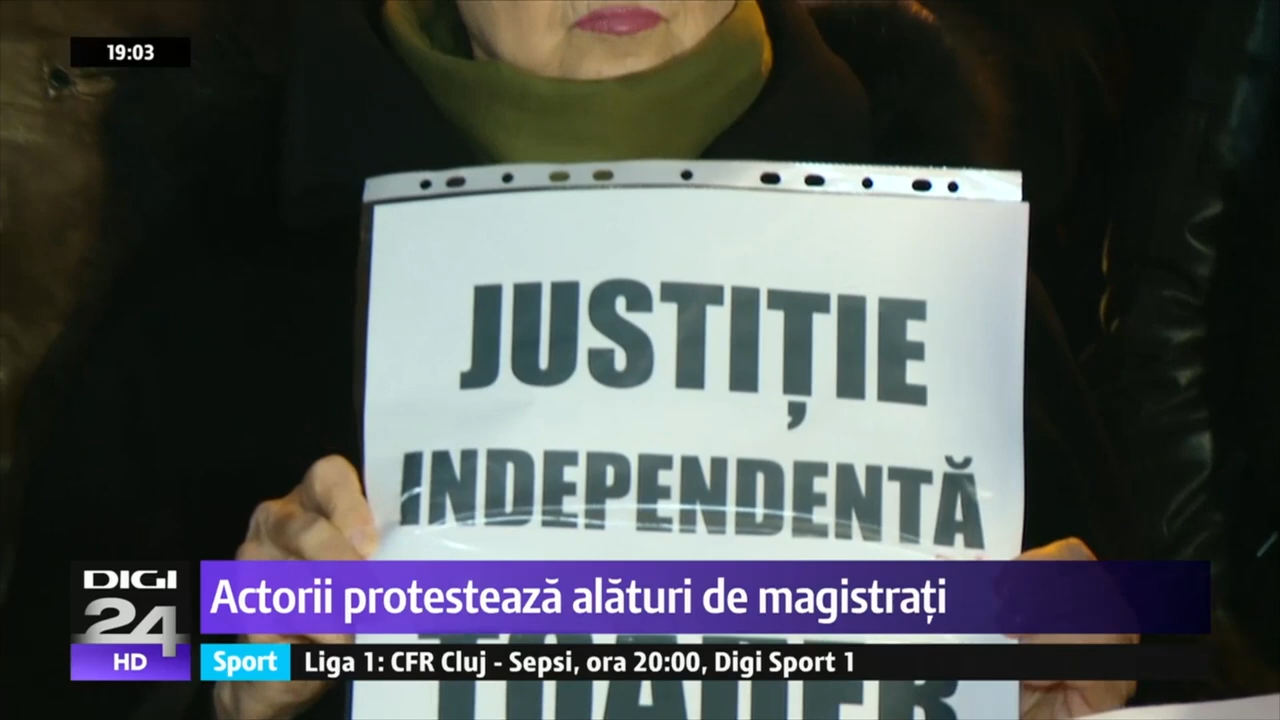 19:03
JUSTIȚIE
INDEPENDENTĂ
TOADER
DIGI
24
HD
Actorii protestează alături de magistrați
Sport
Liga 1: CFR Cluj - Sepsi, ora 20:00, Digi Sport 1